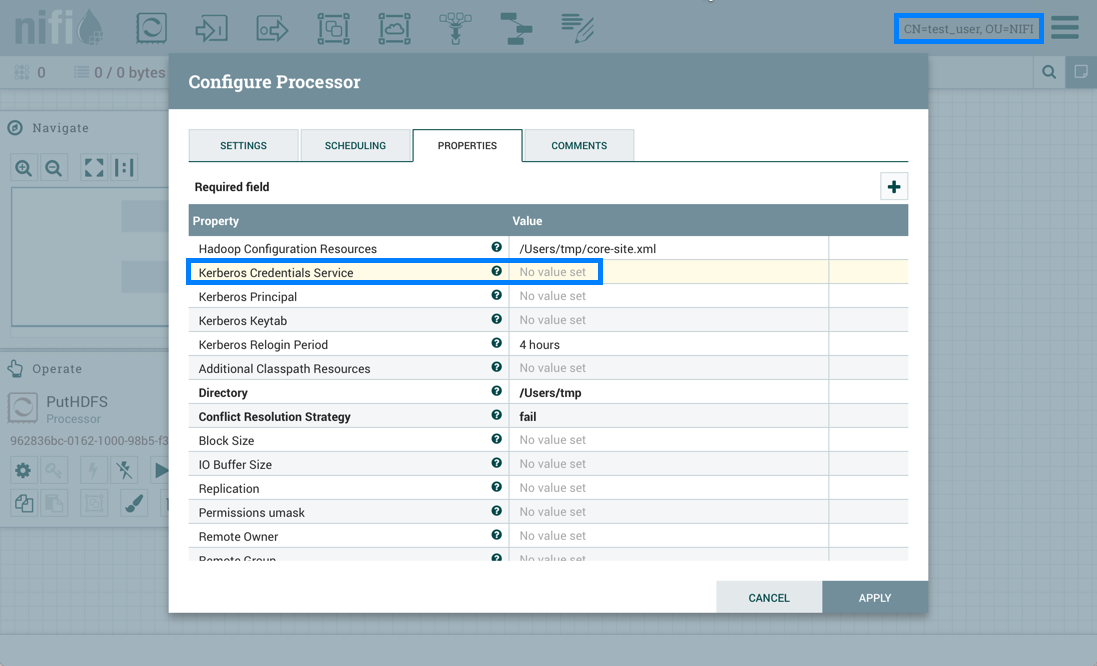 nifi
CN=test_user, OU=NIFI
0 0 / 0 bytes
Configure Processor
Navigate
SETTINGS SCHEDULING PROPERTIES COMMENTS
Required field
Property Value
Hadoop Configuration Resources /Users/tmp/core-site.xml
Kerberos Credentials Service No value set
Kerberos Principal No value set
Kerberos Keytab No value set
Kerberos Relogin Period 4 hours
Operate
Additional Classpath Resources No value set
Directory /Users/tmp
PutHDFS
Processor
Conflict Resolution Strategy fail
962836bc-0162-1000-98b5-f3
Block Size No value set
IO Buffer Size No value set
Replication No value set
Permissions umask No value set
Remote Owner No value set
Remote Group No value set
CANCEL APPLY